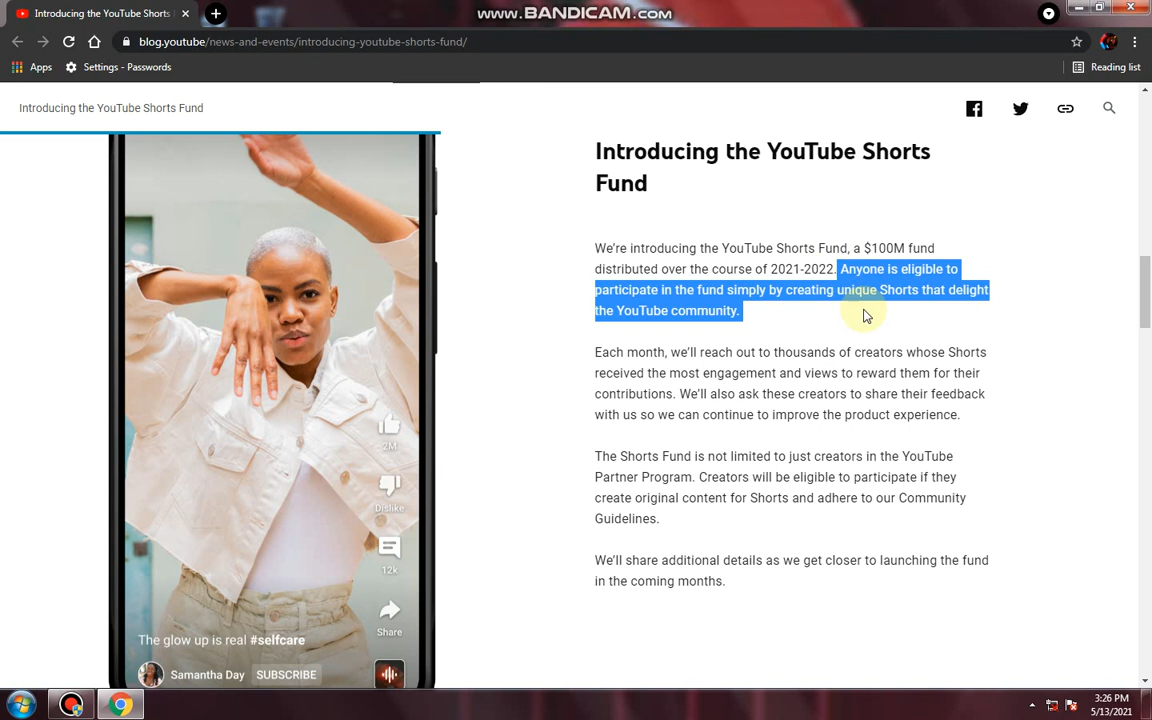 Introducing the YouTube Shorts
WWW.BANDICAM.COM
blog.youtube/news-and-events/introducing-youtube-shorts-fund/
Apps
Settings - Passwords
Reading list
Introducing the YouTube Shorts Fund
Introducing the YouTube Shorts
Fund
We're introducing the YouTube Shorts Fund, a $100M fund
distributed over the course of 2021-2022. Anyone is eligible to
participate in the fund simply by creating unique Shorts that delight
the YouTube community.
Each month, we'll reach out to thousands of creators whose Shorts
received the most engagement and views to reward them for their
contributions. We'll also ask these creators to share their feedback
with us so we can continue to improve the product experience.
The Shorts Fund is not limited to just creators in the YouTube
Partner Program. Creators will be eligible to participate if they
create original content for Shorts and adhere to our Community
Guidelines.
We'll share additional details as we get closer to launching the fund
in the coming months.
2M
Dislike
12k
Share
The glow up is real #selfcare
Samantha Day SUBSCRIBE
3:26 PM
5/13/2021